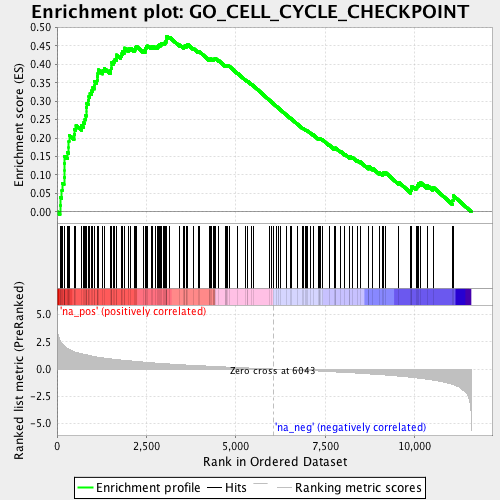 Enrichment plot: GO_CELL_CYCLE_CHECKPOINT
Enrichment score (ES)
0.50
0.45
0.40
0.35
0.30
0.25
0.20
0.15
0.10
0.05
0.00
'na_pos' (positively correlated)
Ranked list metric (PreRanked)
5.0
2.5
0.0
-2.5
-5.0
Zero cross at 6043
'na_neg' (negatively correlated)
0
2,500
5,000
7,500
10,000
Rank in Ordered Dataset
Enrichment profile
Hits
Ranking metric scores